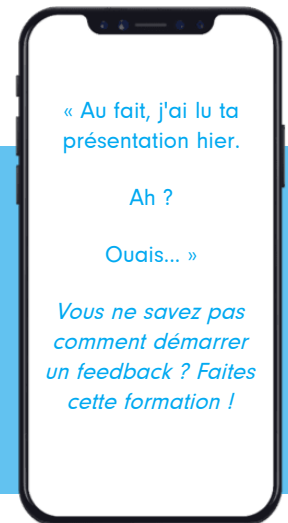 « Au fait, j'ai lu ta
présentation hier.
Ah ?
Ouais... »
Vous ne savez pas
comment démarrer
un feedback ? Faites
cette formation !